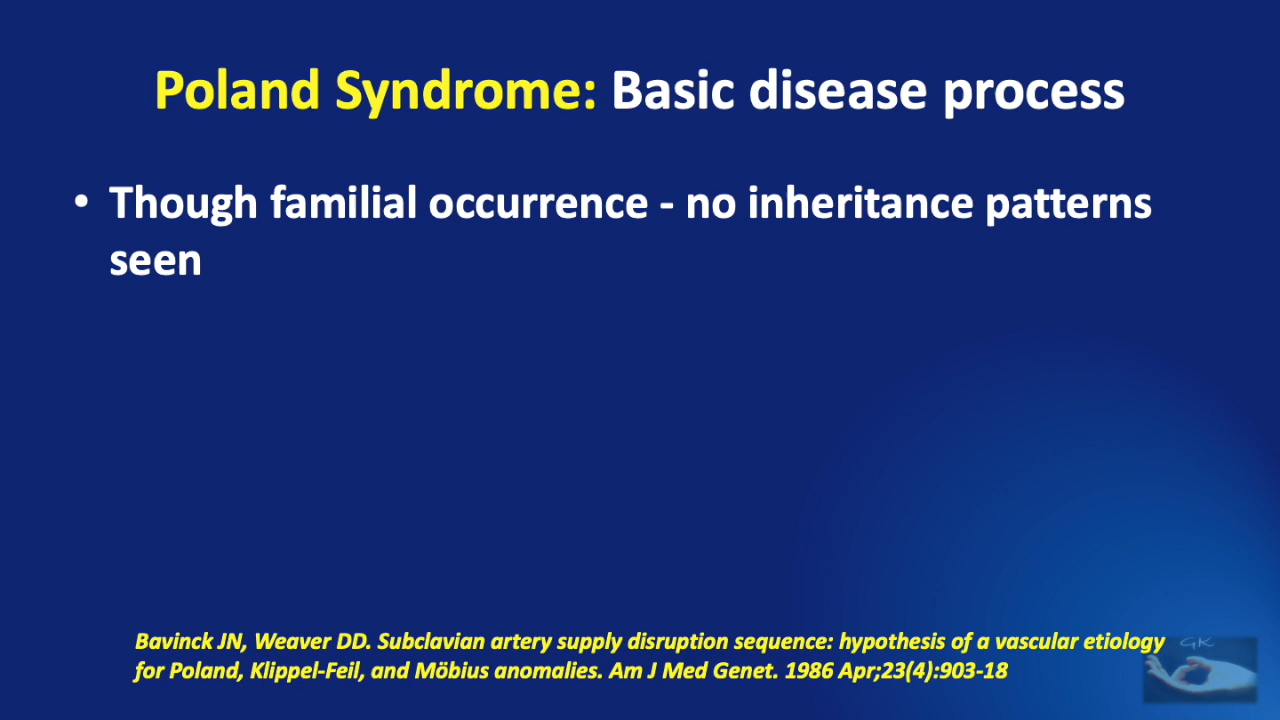 Poland Syndrome: Basic disease process
• Though familial occurrence - no inheritance patterns
seen
Bavinck JN, Weaver DD. Subclavian artery supply disruption sequence: hypothesis of a vascular etiology
for Poland, Klippel-Feil, and Möbius anomalies. Am J Med Genet. 1986 Apr;23(4):903-18
GK